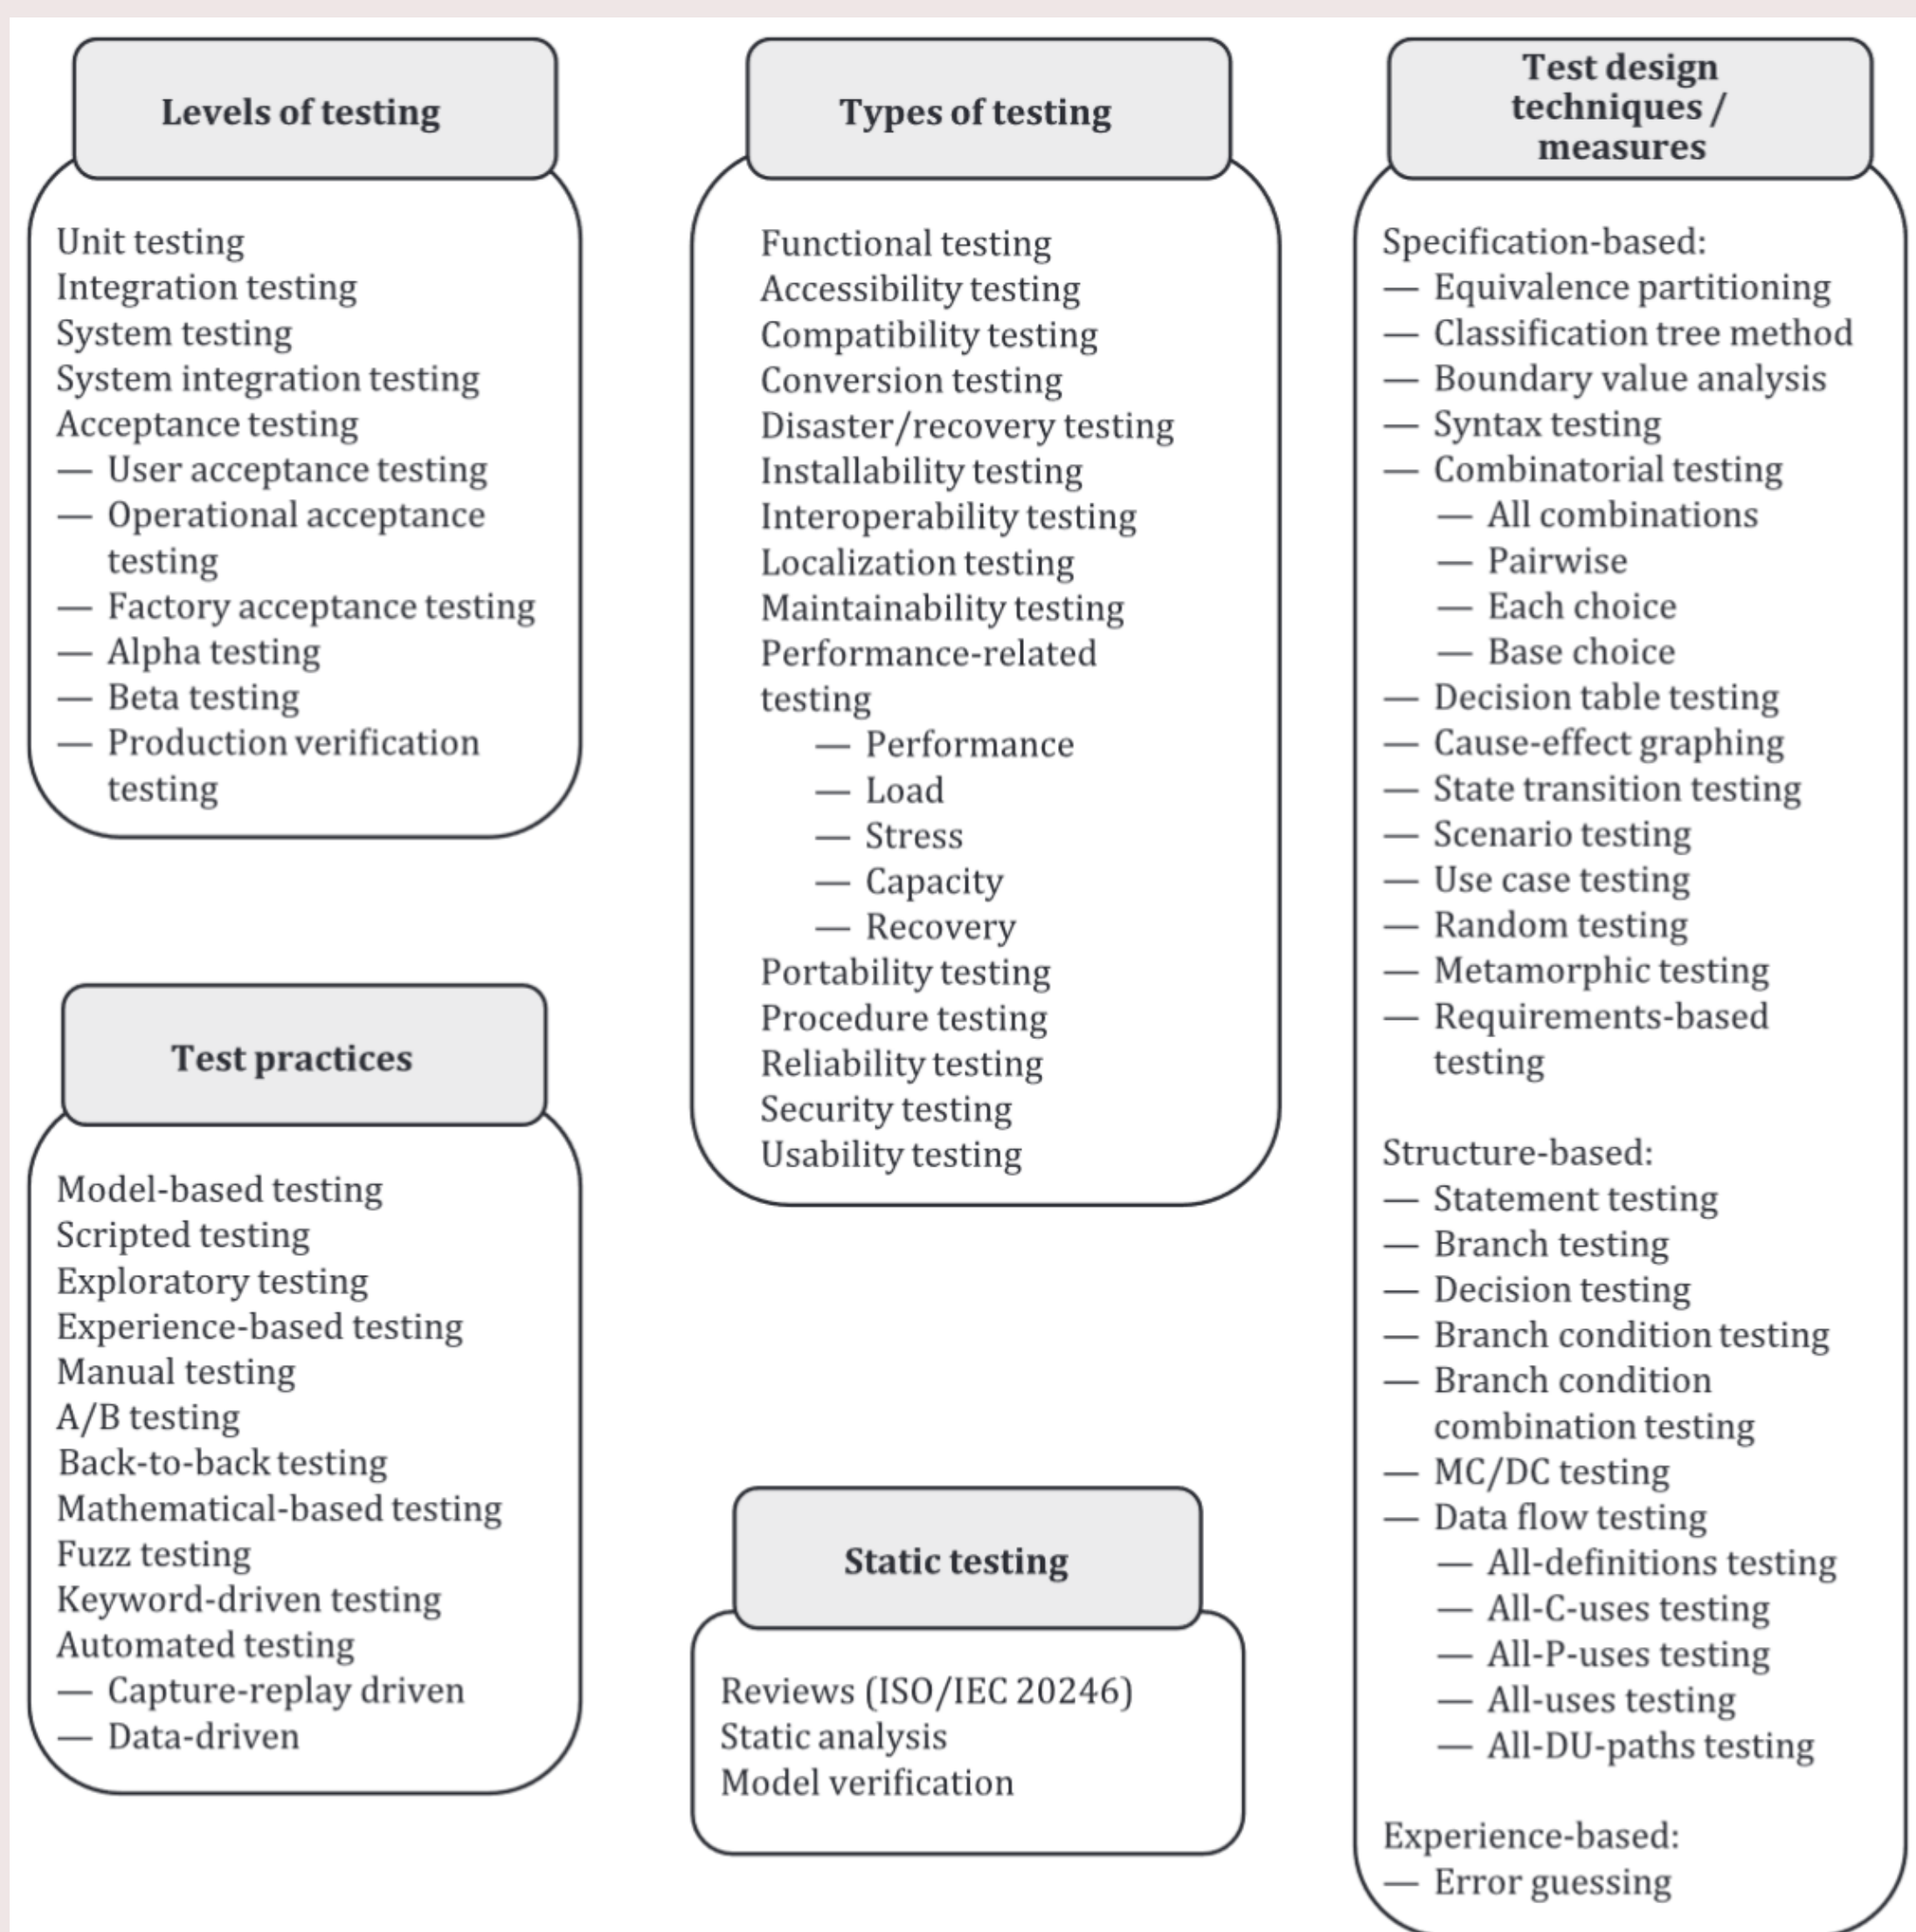 Levels of testing
Unit testing
Integration testing
System testing
System integration testing
Acceptance testing
— User acceptance testing
— Operational acceptance
testing
— Factory acceptance testing
— Alpha testing
— Beta testing
— Production verification
testing
Test practices
Model-based testing
Scripted testing
Exploratory testing
Experience-based testing
Manual testing
A/B testing
Back-to-back testing
Mathematical-based testing
Fuzz testing
Keyword-driven testing
Automated testing
— Capture-replay driven
— Data-driven
Types of testing
Functional testing
Accessibility testing
Compatibility testing
Conversion testing
Disaster/recovery testing
Installability testing
Interoperability testing
Localization testing
Maintainability testing
Performance-related
testing
— Performance
— Load
— Stress
— Capacity
— Recovery
Portability testing
Procedure testing
Reliability testing
Security testing
Usability testing
Static testing
Reviews (ISO/IEC 20246)
Static analysis
Model verification
Test design
techniques /
measures
Specification-based:
— Equivalence partitioning
— Classification tree method
— Boundary value analysis
— Syntax testing
— Combinatorial testing
— All combinations
— Pairwise
— Each choice
— Base choice
— Decision table testing
— Cause-effect graphing
— State transition testing
— Scenario testing
— Use case testing
— Random testing
— Metamorphic testing
— Requirements-based
testing
Structure-based:
— Statement testing
— Branch testing
— Decision testing
— Branch condition testing
— Branch condition
combination testing
— MC/DC testing
— Data flow testing
— All-definitions testing
— All-C-uses testing
— All-P-uses testing
— All-uses testing
— All-DU-paths testing
Experience-based:
— Error guessing